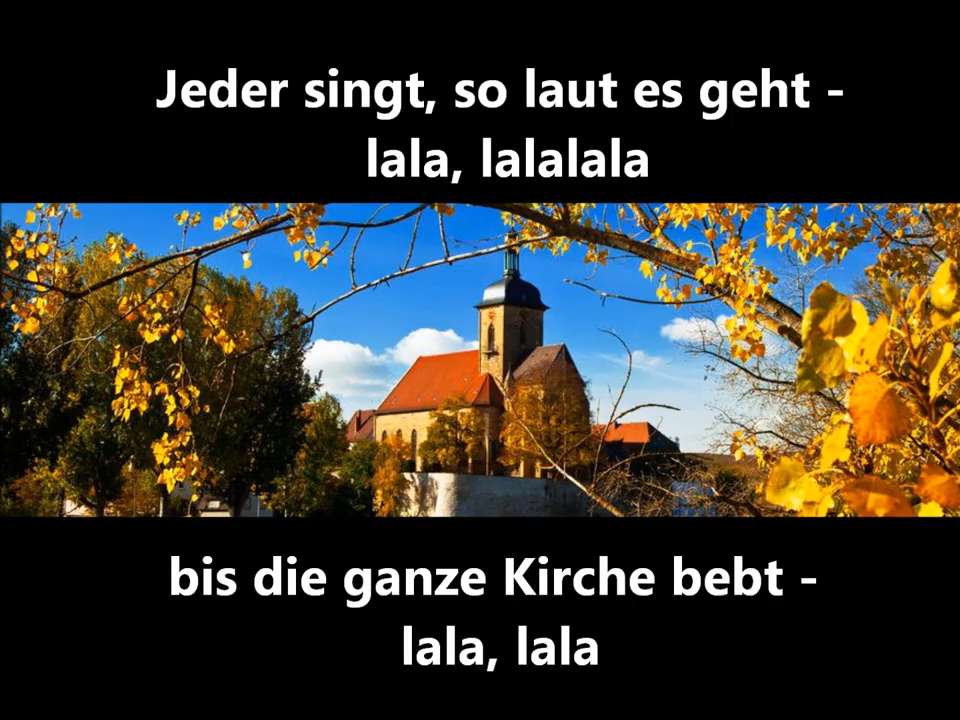 Jeder singt, so laut es geht -
lala, lalalala
bis die ganze Kirche bebt -
lala, lala